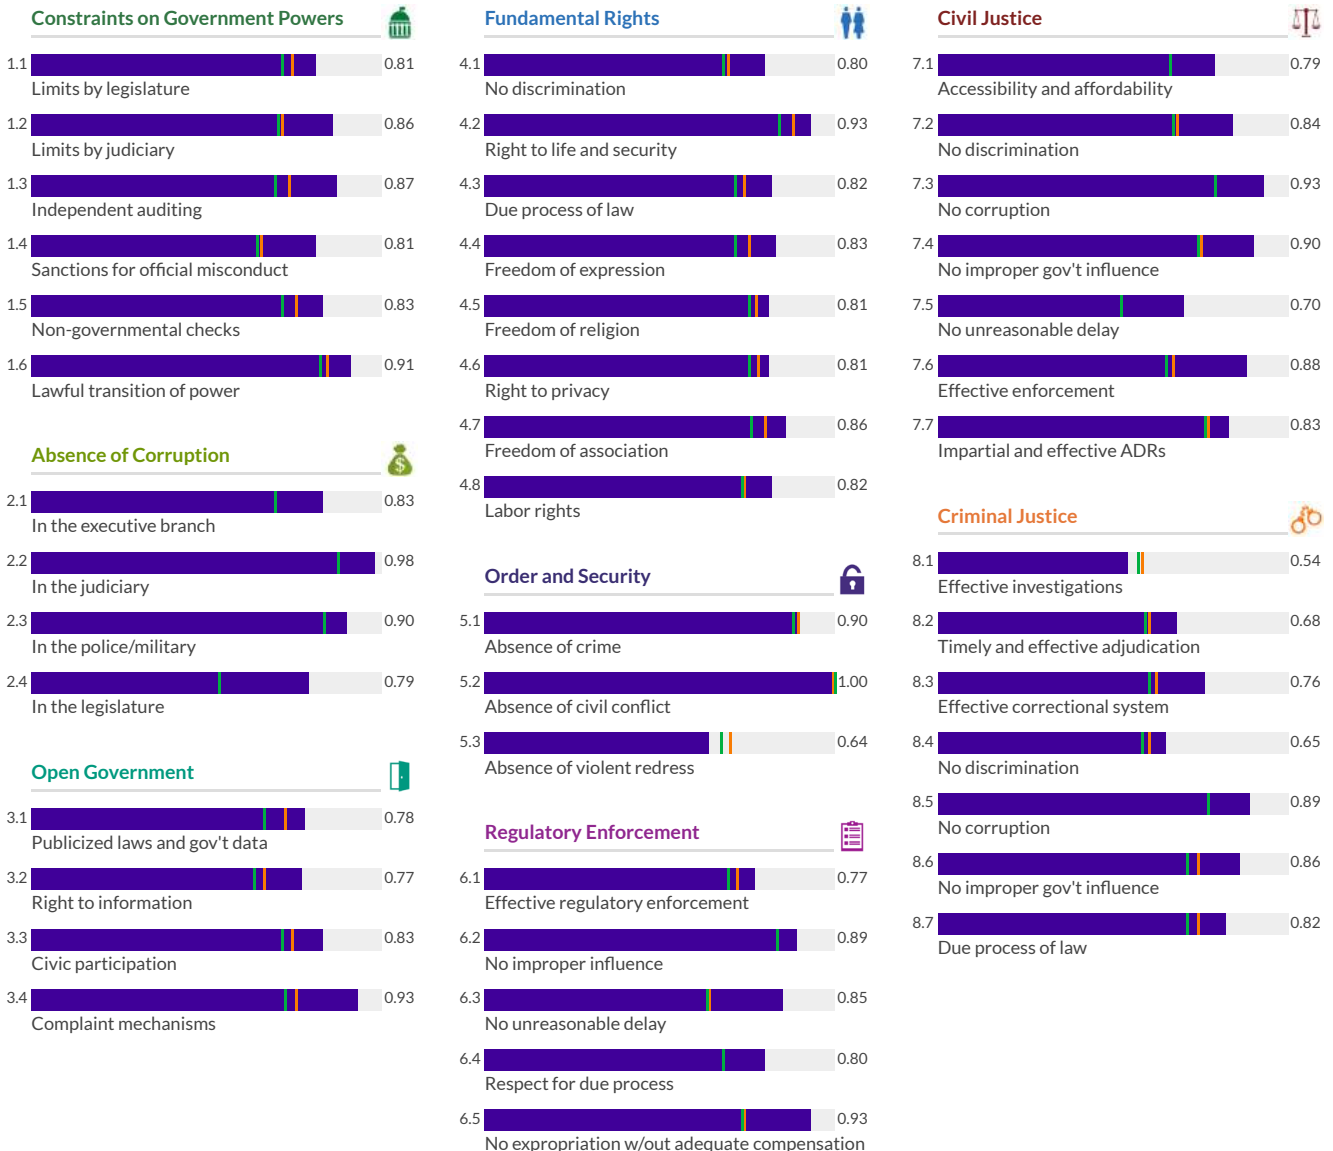 Constraints on Government Powers
1.1 0.81
Limits by legislature
1.2 0.86
Limits by judiciary
1.3 0.87
Independent auditing
1.4 0.81
Sanctions for official misconduct
1.5 0.83
Non-governmental checks
1.6 0.91
Lawful transition of power
Absence of Corruption
$
2.1 0.83
In the executive branch
2.2 0.98
In the judiciary
2.3 0.90
In the police/military
2.4 0.79
In the legislature
Open Government
3.1 0.78
Publicized laws and gov't data
3.2 0.77
Right to information
3.3 0.83
Civic participation
3.4 0.93
Complaint mechanisms
Fundamental Rights
4.1 0.80
No discrimination
4.2 0.93
Right to life and security
4.3 0.82
Due process of law
4.4 0.83
Freedom of expression
4.5 0.81
Freedom of religion
4.6 0.81
Right to privacy
4.7 0.86
Freedom of association
4.8 0.82
Labor rights
Order and Security
5.1 0.90
Absence of crime
5.2 1.00
Absence of civil conflict
5.3 0.64
Absence of violent redress
Regulatory Enforcement
6.1 0.77
Effective regulatory enforcement
6.2 0.89
No improper influence
6.3 0.85
No unreasonable delay
6.4 0.80
Respect for due process
6.5 0.93
No expropriation w/out adequate compensation
Civil Justice
7.1 0.79
Accessibility and affordability
7.2 0.84
No discrimination
7.3 0.93
No corruption
7.4 0.90
No improper gov't influence
7.5 0.70
No unreasonable delay
7.6 0.88
Effective enforcement
7.7 0.83
Impartial and effective ADRs
Criminal Justice
8.1 0.54
Effective investigations
8.2 0.68
Timely and effective adjudication
8.3 0.76
Effective correctional system
8.4 0.65
No discrimination
8.5 0.89
No corruption
8.6 0.86
No improper gov't influence
8.7 0.82
Due process of law